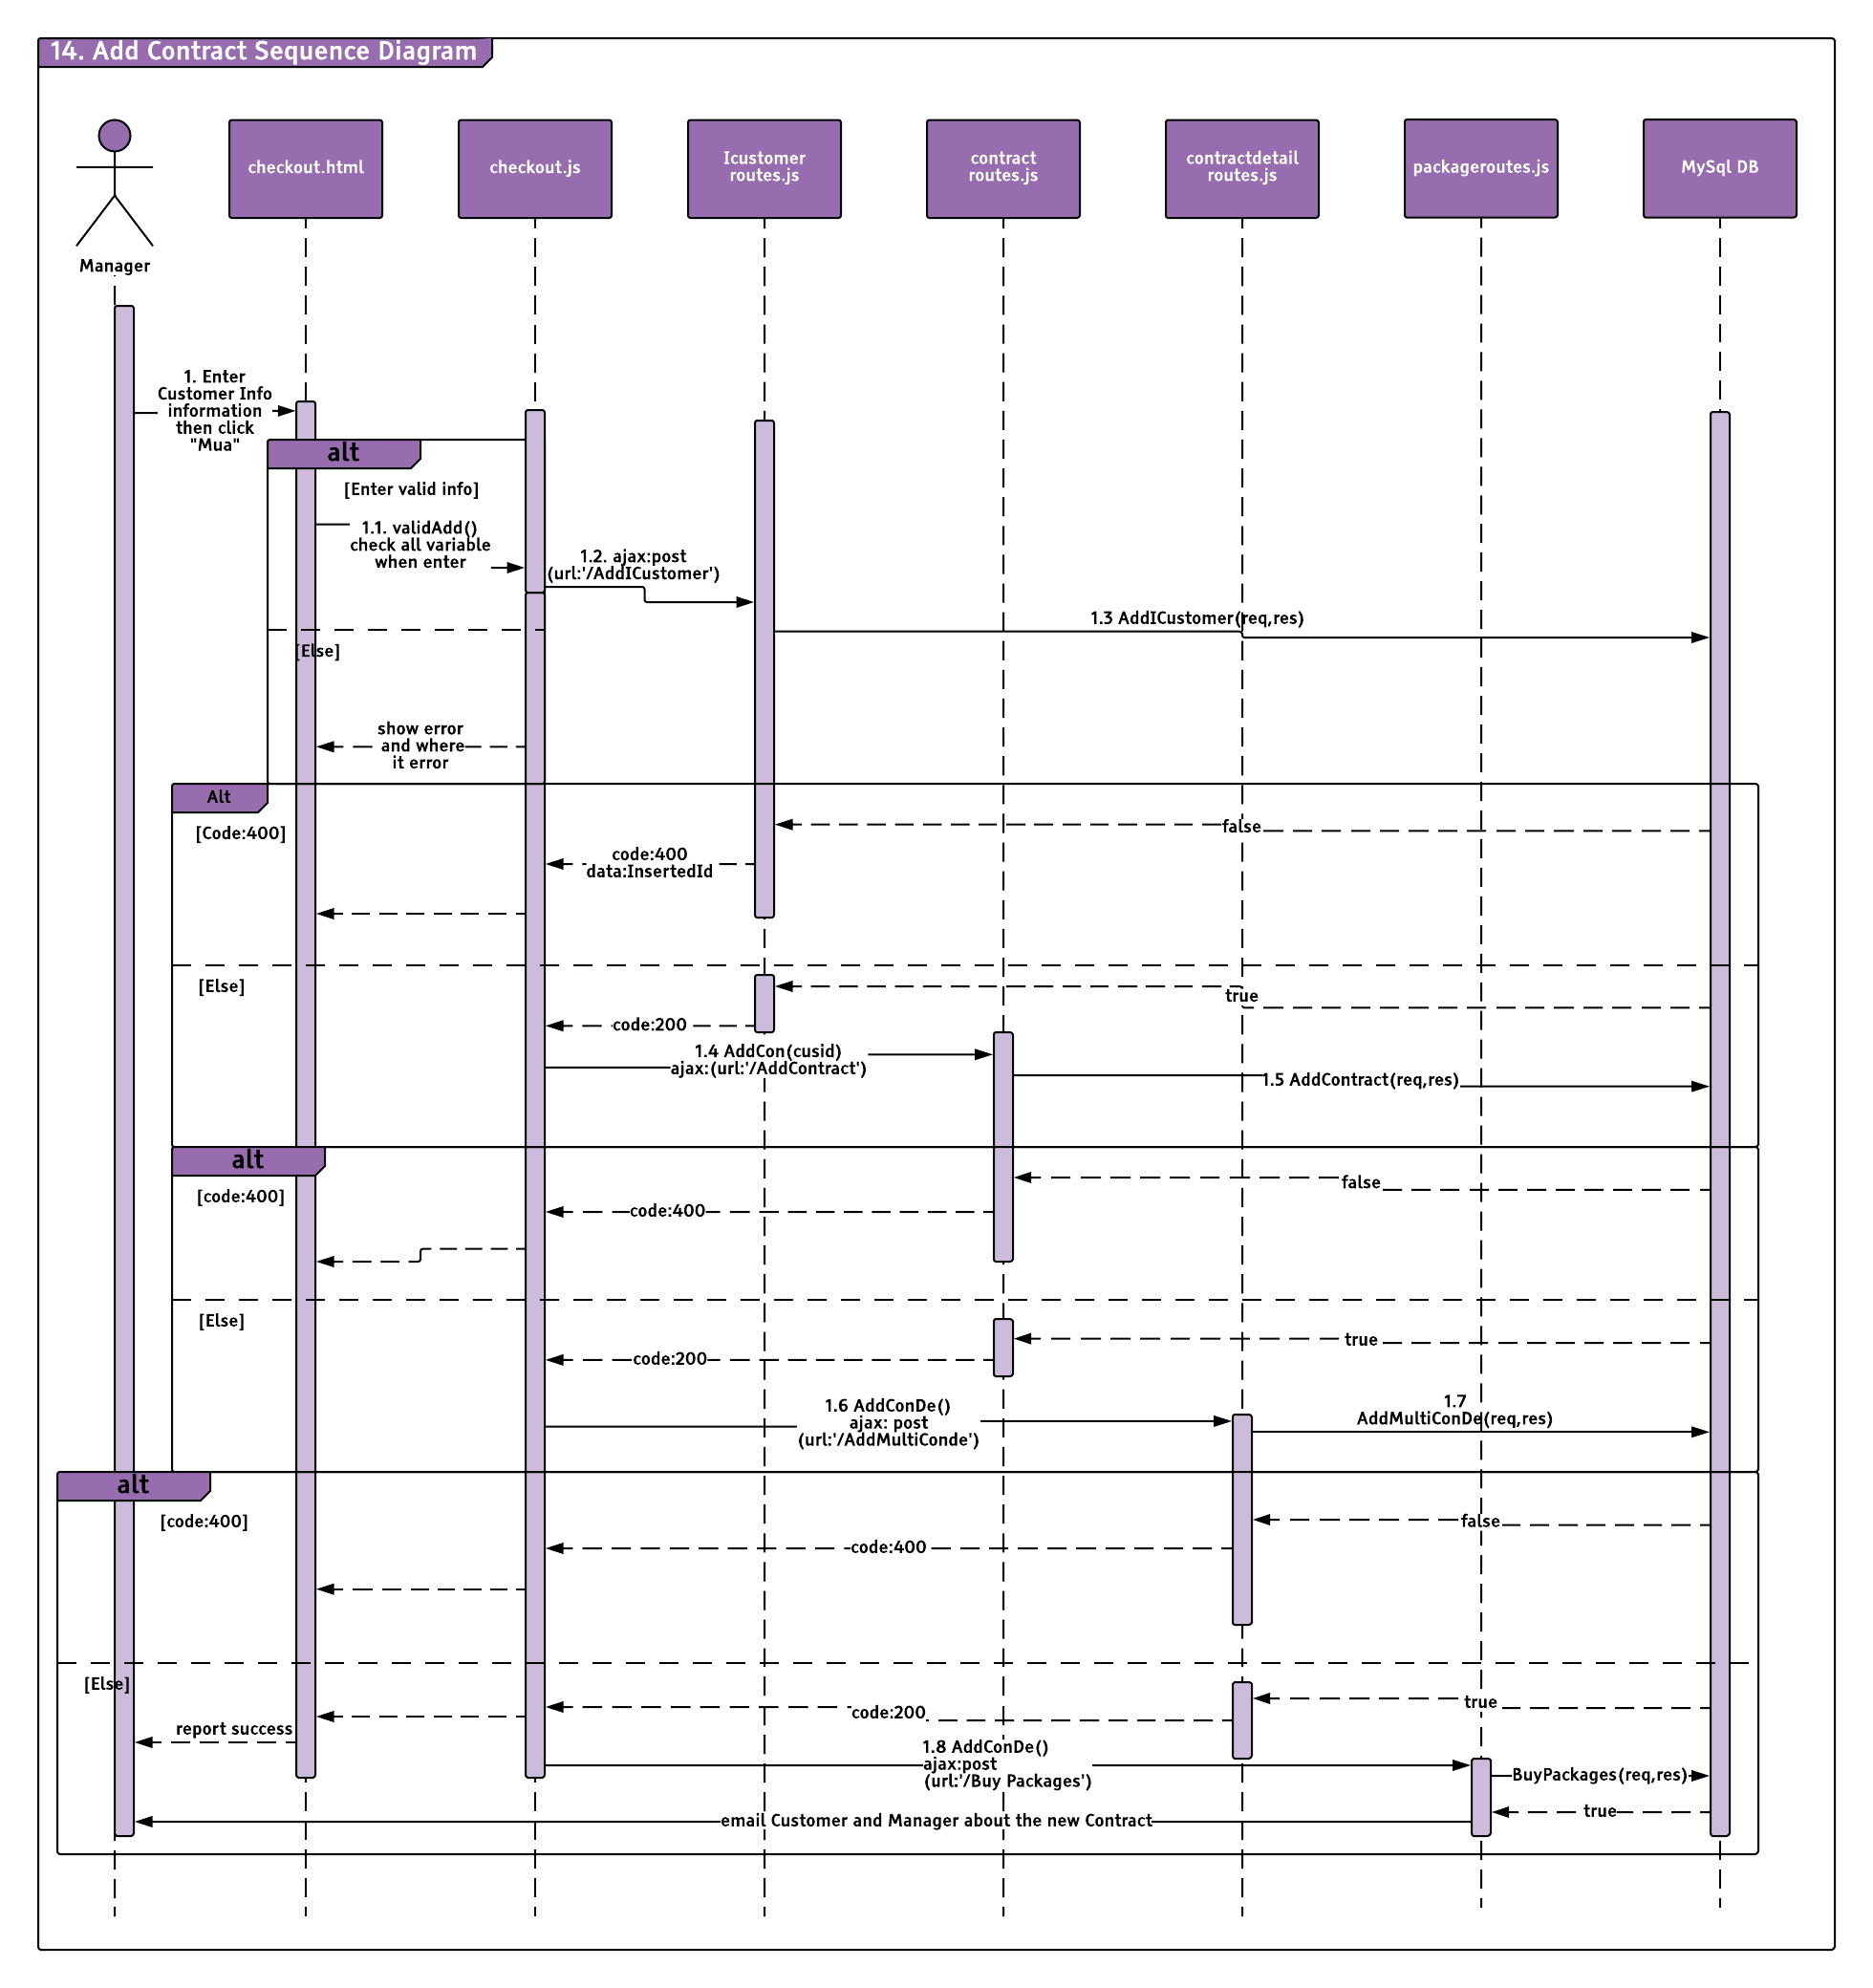 14. Add Contract Sequence Diagram
Manager
checkout.html
checkout.js
Icustomer
routes.js
contract
routes.js
contractdetail
routes.js
packageroutes.js
MySql DB
1. Enter
Customer Info
information
then click
"Mua"
alt
[Enter valid info]
1.1. validAdd()
check all variable
when enter
1.2. ajax:post
(url:'/AddICustomer')
1.3 AddICustomer(req,res)
[Else]
show error
and where
it error
Alt
[Code:400]
false
code:400
data:InsertedId
[Else]
true
code:200
1.4 AddCon(cusid)
ajax:(url:'/AddContract')
1.5 AddContract(req,res)
alt
[code:400]
false
code:400
[Else]
true
code:200
1.6 AddConDe()
ajax: post
(url:'/AddMultiConde')
1.7
AddMultiConDe(req,res)
alt
[code:400]
false
code:400
[Else]
true
code:200
report success
1.8 AddConDe()
ajax:post
(url:'/Buy Packages')
BuyPackages(req,res)
true
email Customer and Manager about the new Contract